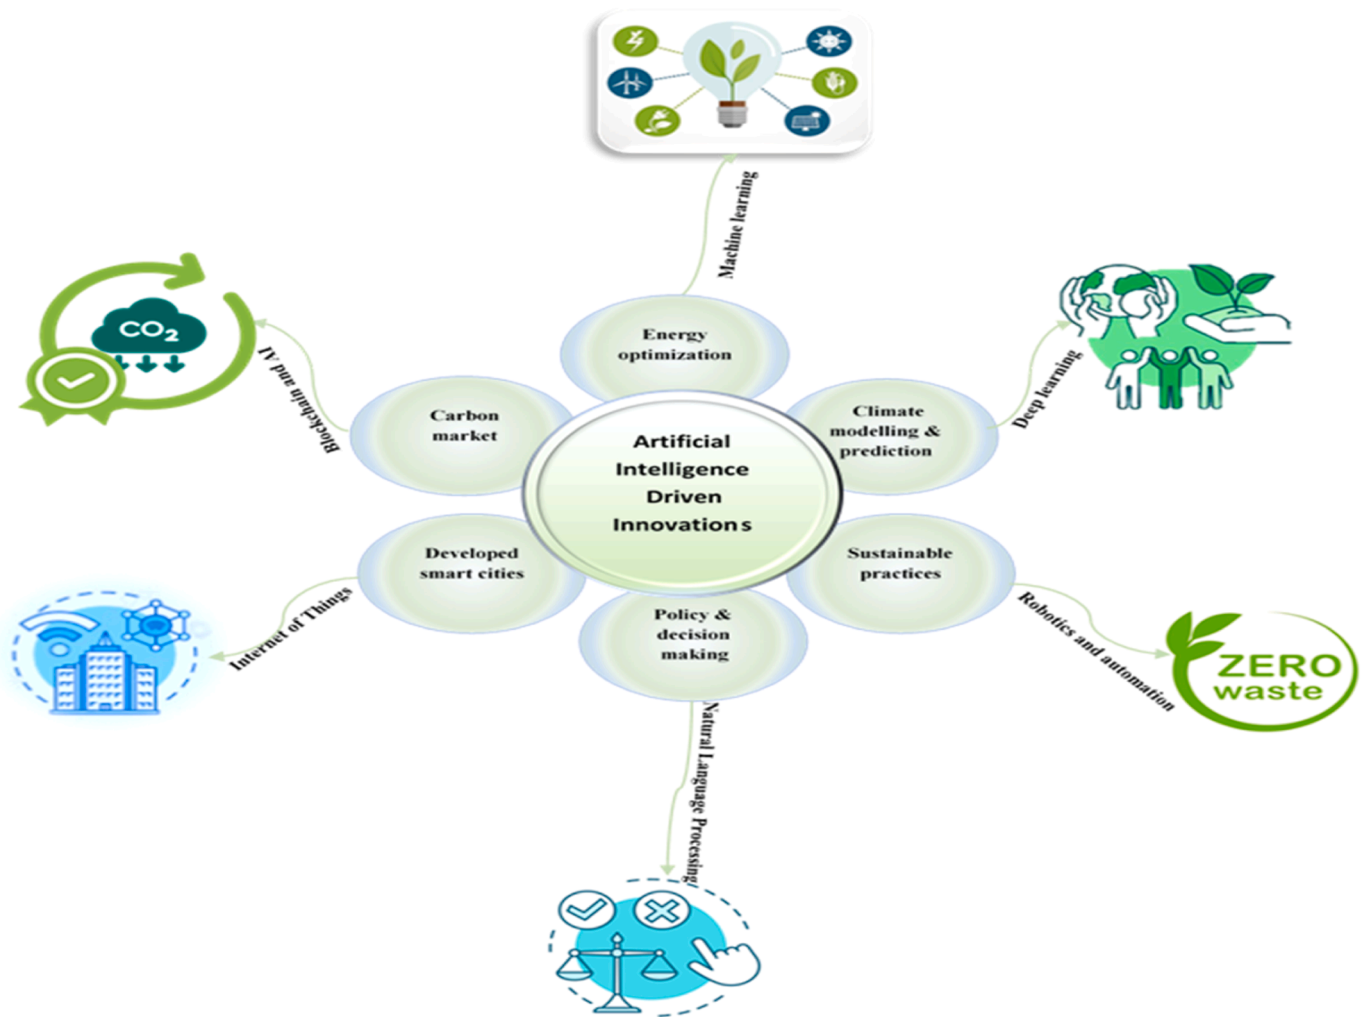 Machine learning
Energy
optimization
Deep learning
Climate
modelling &
prediction
CO2
Blockchain and AI
Carbon
market
Artificial
Intelligence
Driven
Innovations
Developed
smart cities
Internet of Things
Sustainable
practices
Robotics and automation
ZERO
waste
Policy &
decision
making
Natural Language Processing